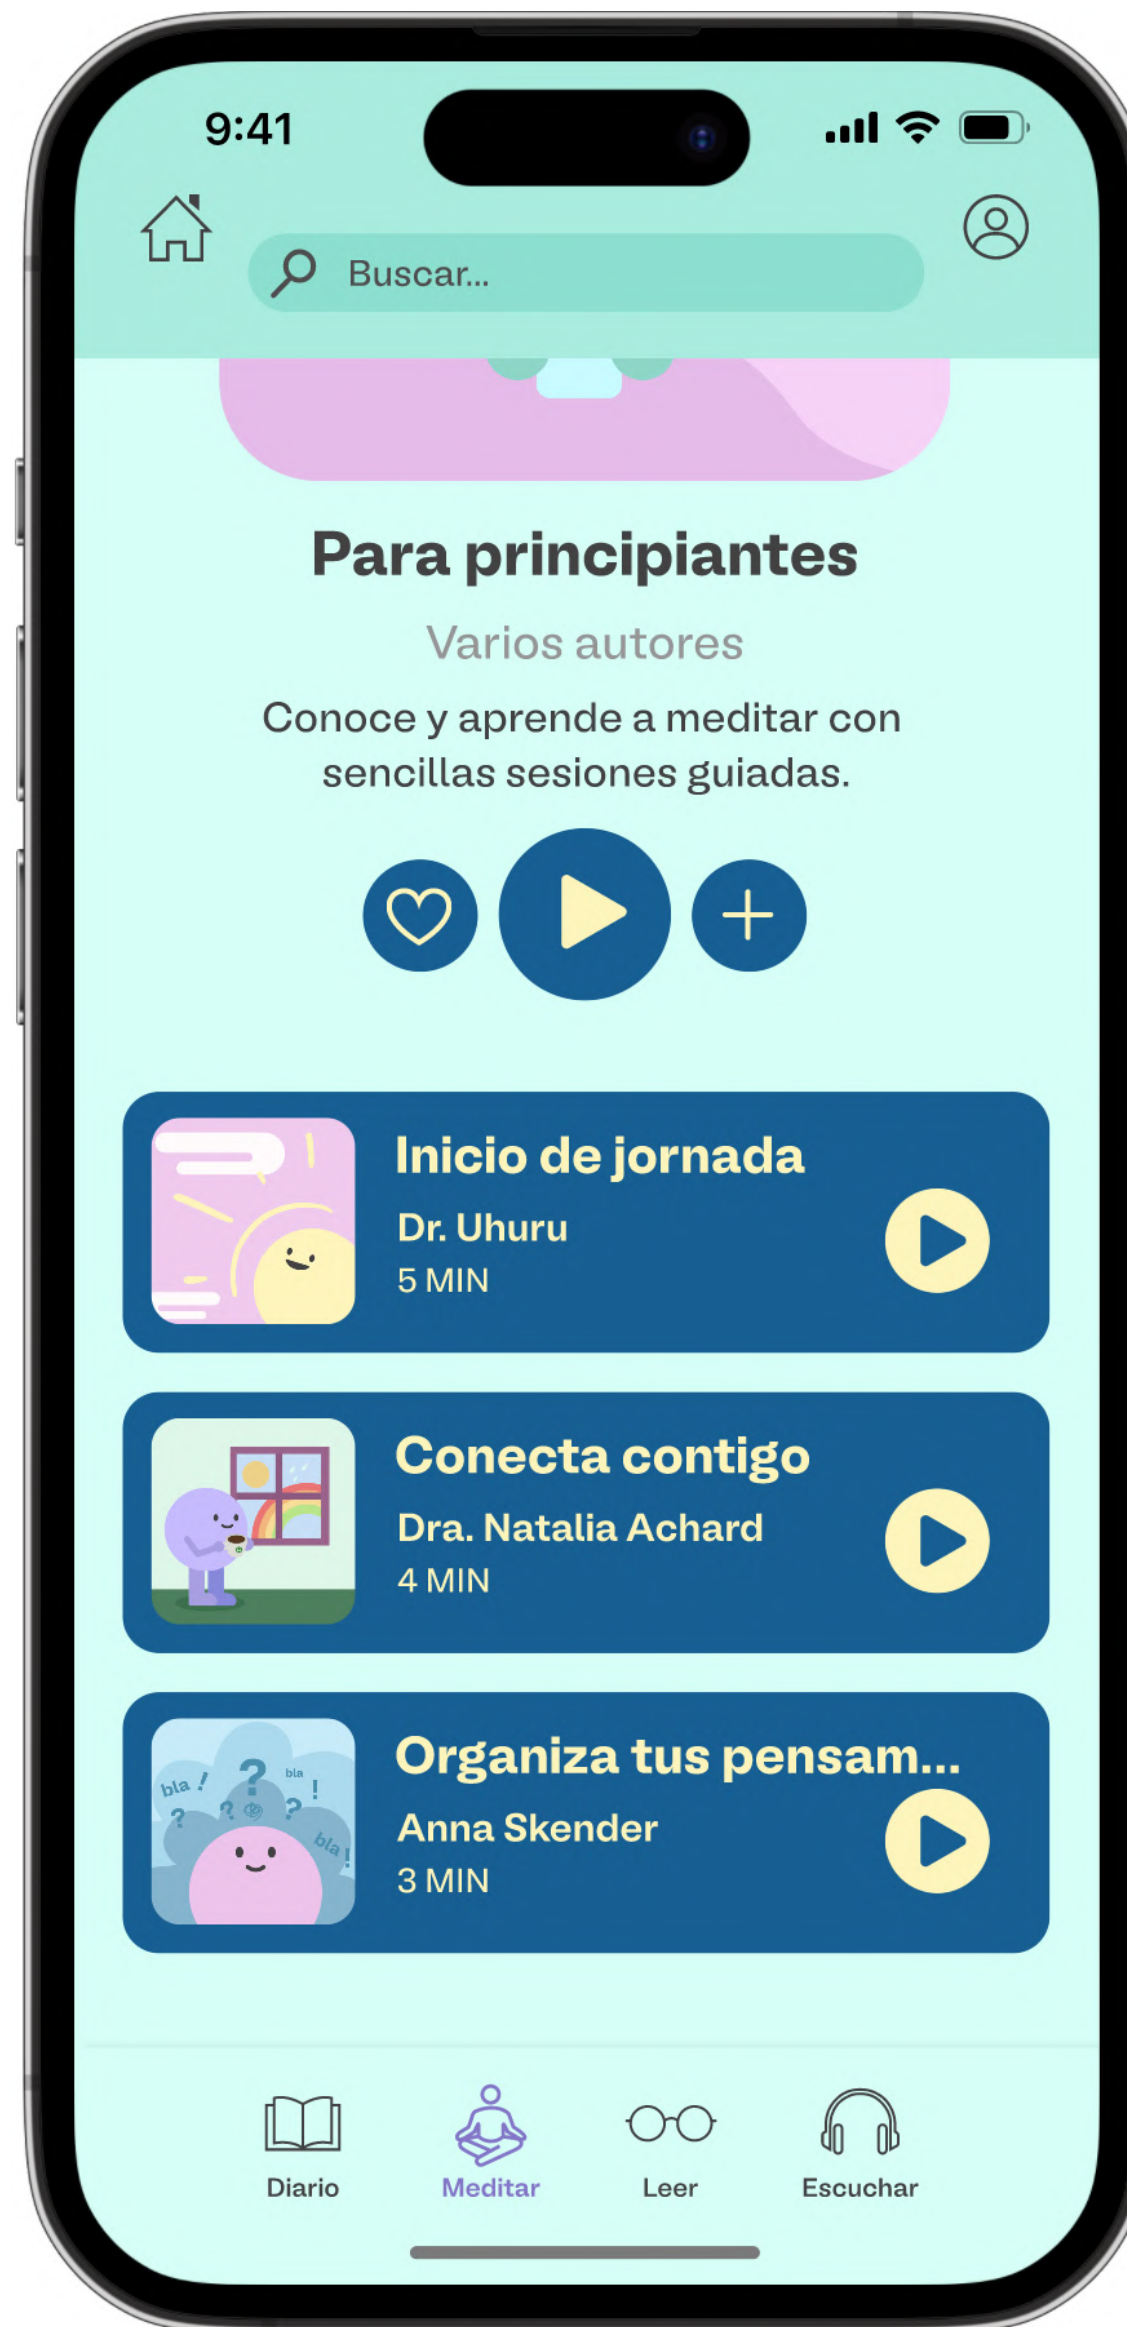 9:41
Buscar...
Para principiantes
Varios autores
Conoce y aprende a meditar con
sencillas sesiones guiadas.
Inicio de jornada
Dr. Uhuru
5 MIN
Conecta contigo
Dra. Natalia Achard
4 MIN
bla ! ? bla !
? ? ?
bla !
Organiza tus pensam...
Anna Skender
3 MIN
Diario
Meditar
Leer
Escuchar